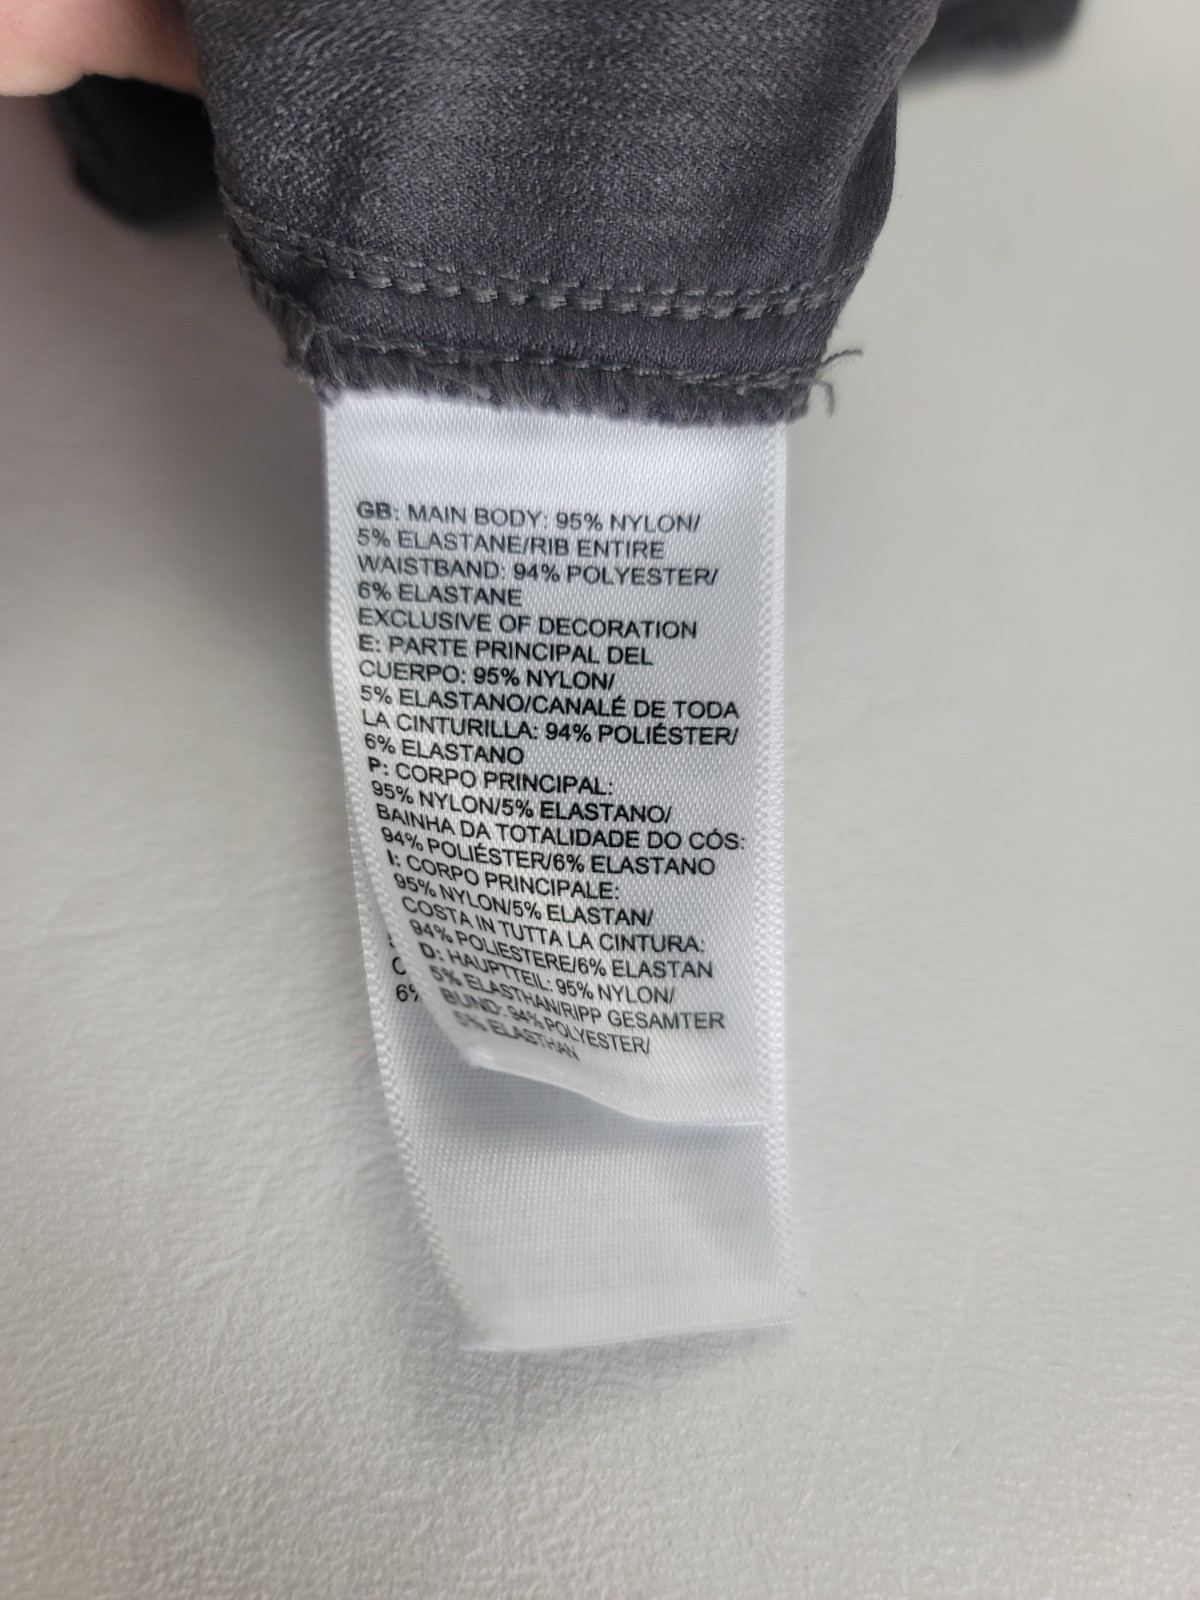 GB: MAIN BODY: 95% NYLON/
5% ELASTANE/RIB ENTIRE
WAISTBAND: 94% POLYESTER/
6% ELASTANE
EXCLUSIVE OF DECORATION
E: PARTE PRINCIPAL DEL
CUERPO: 95% NYLON/
5% ELASTANO/CANALÉ DE TODA
LA CINTURILLA: 94% POLIÉSTER/
6% ELASTANO
P: CORPO PRINCIPAL:
95% NYLON/5% ELASTANO/
BAINHA DA TOTALIDADE DO CÓS:
94% POLIÉSTER/6% ELASTANO
I: CORPO PRINCIPALE:
95% NYLON/5% ELASTAN/
COSTA IN TUTTA LA CINTURA:
94% POLIESTERE/6% ELASTAN
D: HAUPTTEIL: 95% NYLON/
5% ELASTHAN/RIPP GESAMTER
BUND: 94% POLYESTER/
6% ELASTHAN
C
6%